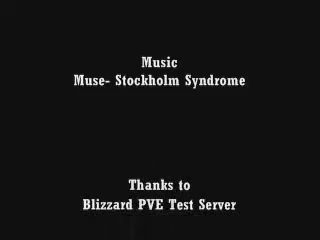 Music
Muse- Stockholm Syndrome
Thanks to
Blizzard PVE Test Server